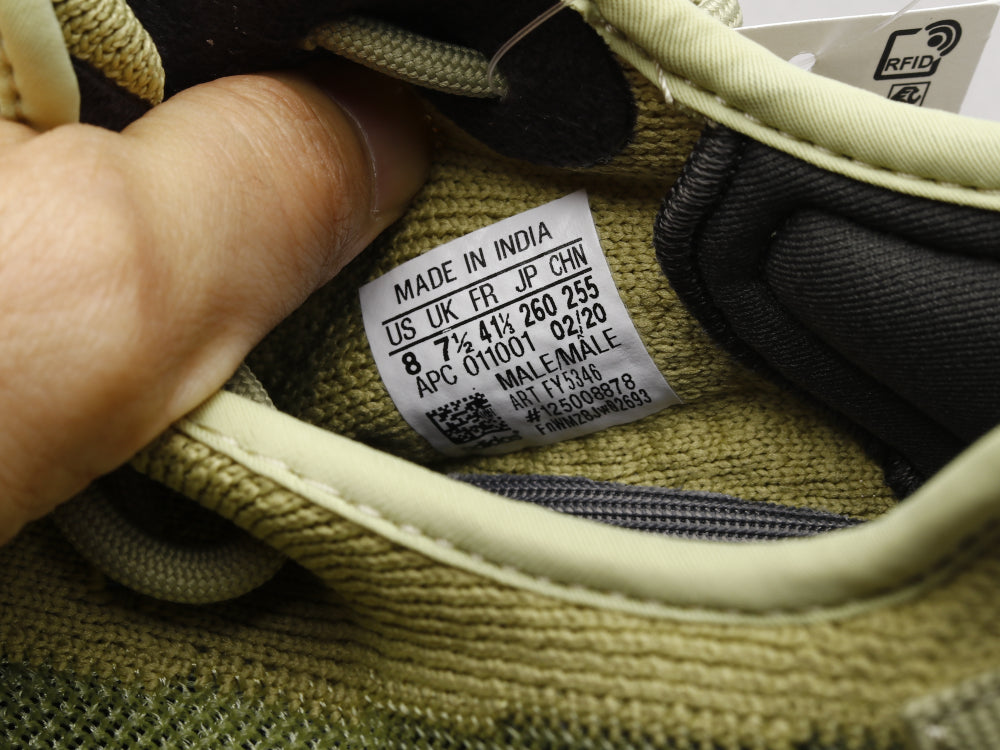 RFID
MADE IN INDIA
US UK FR JP CHN
8 7½ 41⅓ 260 255
APC 011001 02/20
MALE/MÂLE
ART FY5346
#125008878
adidas